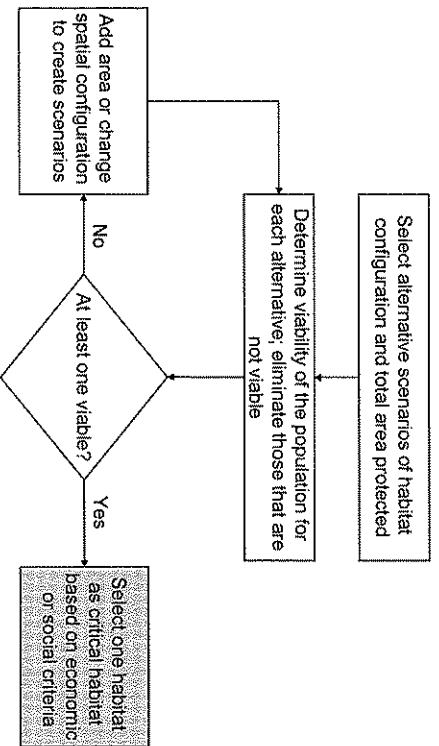 Select alternative scenarios of habitat
configuration and total area protected
Determine viability of the population for
each alternative; eliminate those that are
not viable
At least one viable?
No
Yes
Add area or change
spatial configuration
to create scenarios
Select one habitat
as critical habitat
based on economic
or social criteria